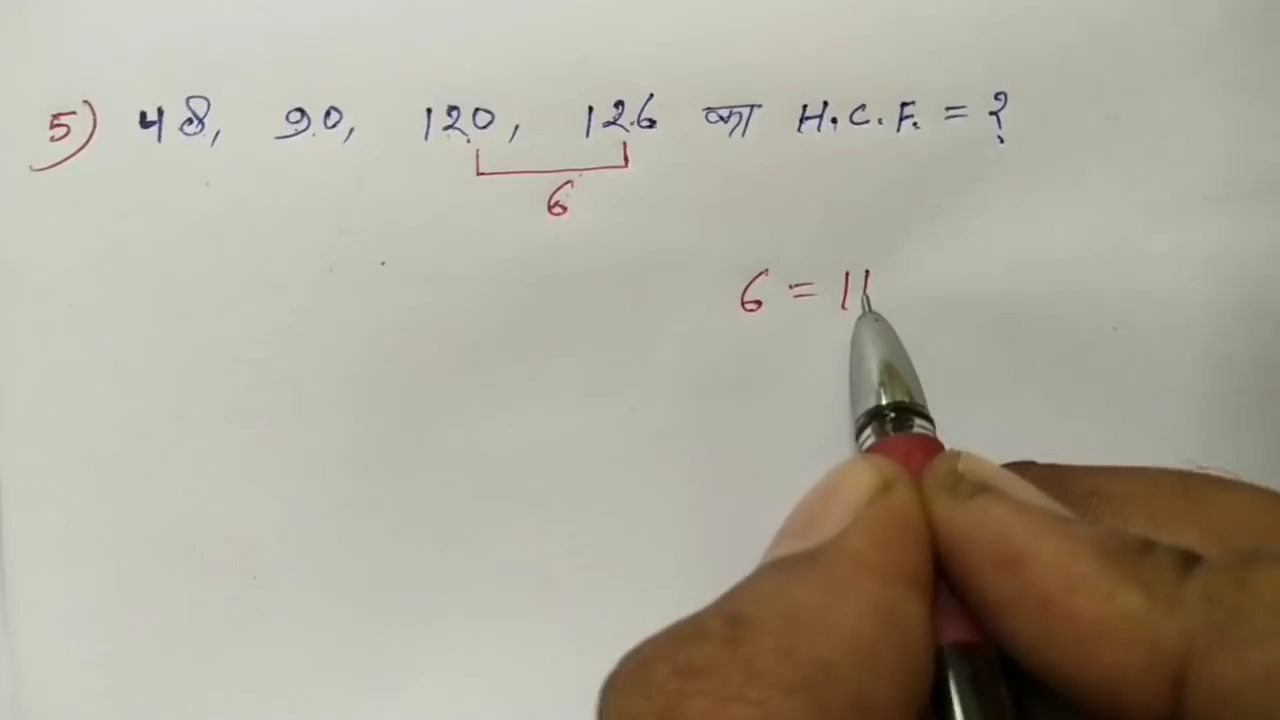 5) 48, 90, 120, 126 का H.C.F. = ?
6
6 = 11